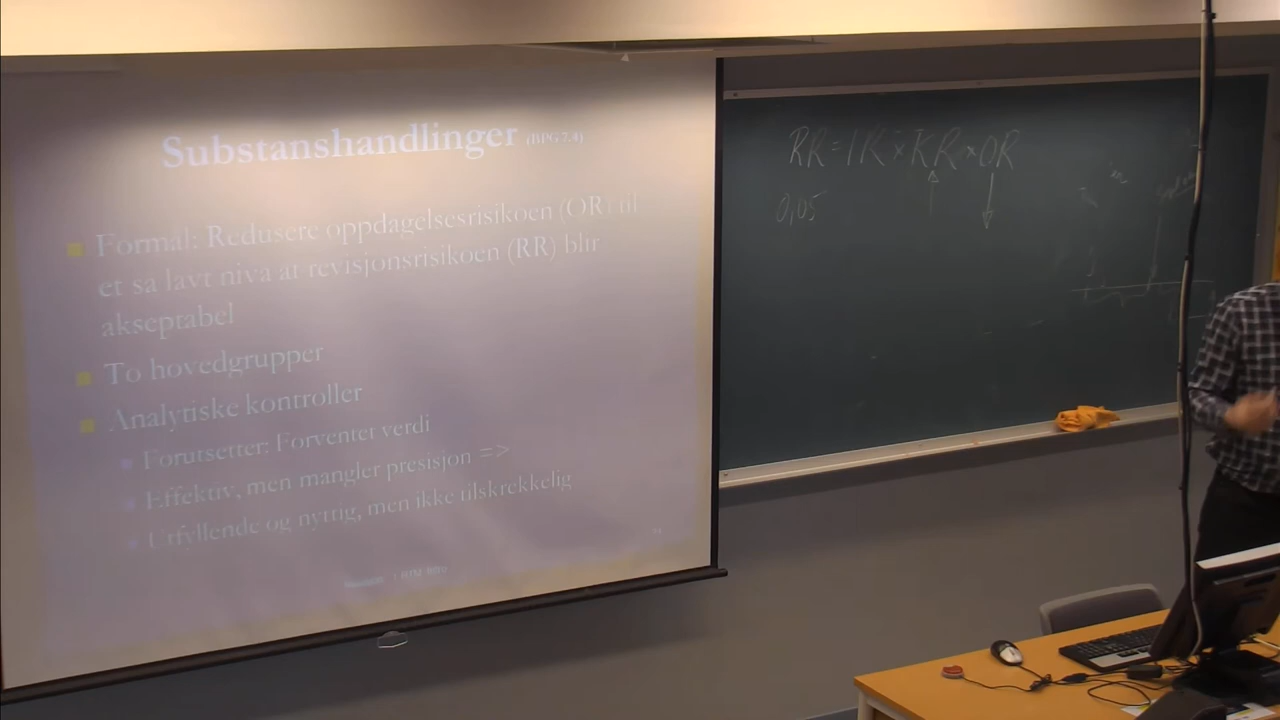 Substanshandlinger (BPG 7.4)
Formål: Redusere oppdagelsesrisikoen (OR) til
et så lavt nivå at revisjonsrisikoen (RR) blir
akseptabel
To hovedgrupper
Analytiske kontroller
Forutsetter: Forventet verdi
Effektiv, men mangler presisjon =>
Utfyllende og nyttig, men ikke tilskrekkelig
RR = IR × KR × OR
0,05